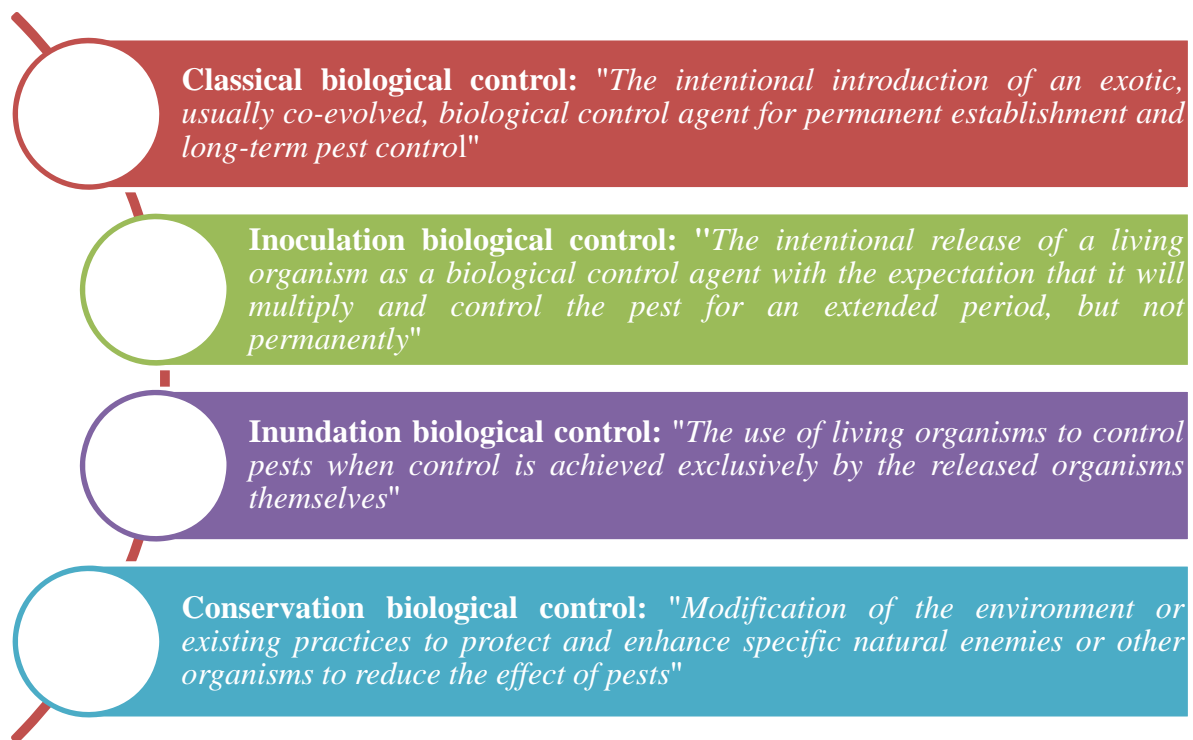 Classical biological control: "The intentional introduction of an exotic,
usually co-evolved, biological control agent for permanent establishment and
long-term pest control"
Inoculation biological control: "The intentional release of a living
organism as a biological control agent with the expectation that it will
multiply and control the pest for an extended period, but not
permanently"
Inundation biological control: "The use of living organisms to control
pests when control is achieved exclusively by the released organisms
themselves"
Conservation biological control: "Modification of the environment or
existing practices to protect and enhance specific natural enemies or other
organisms to reduce the effect of pests"